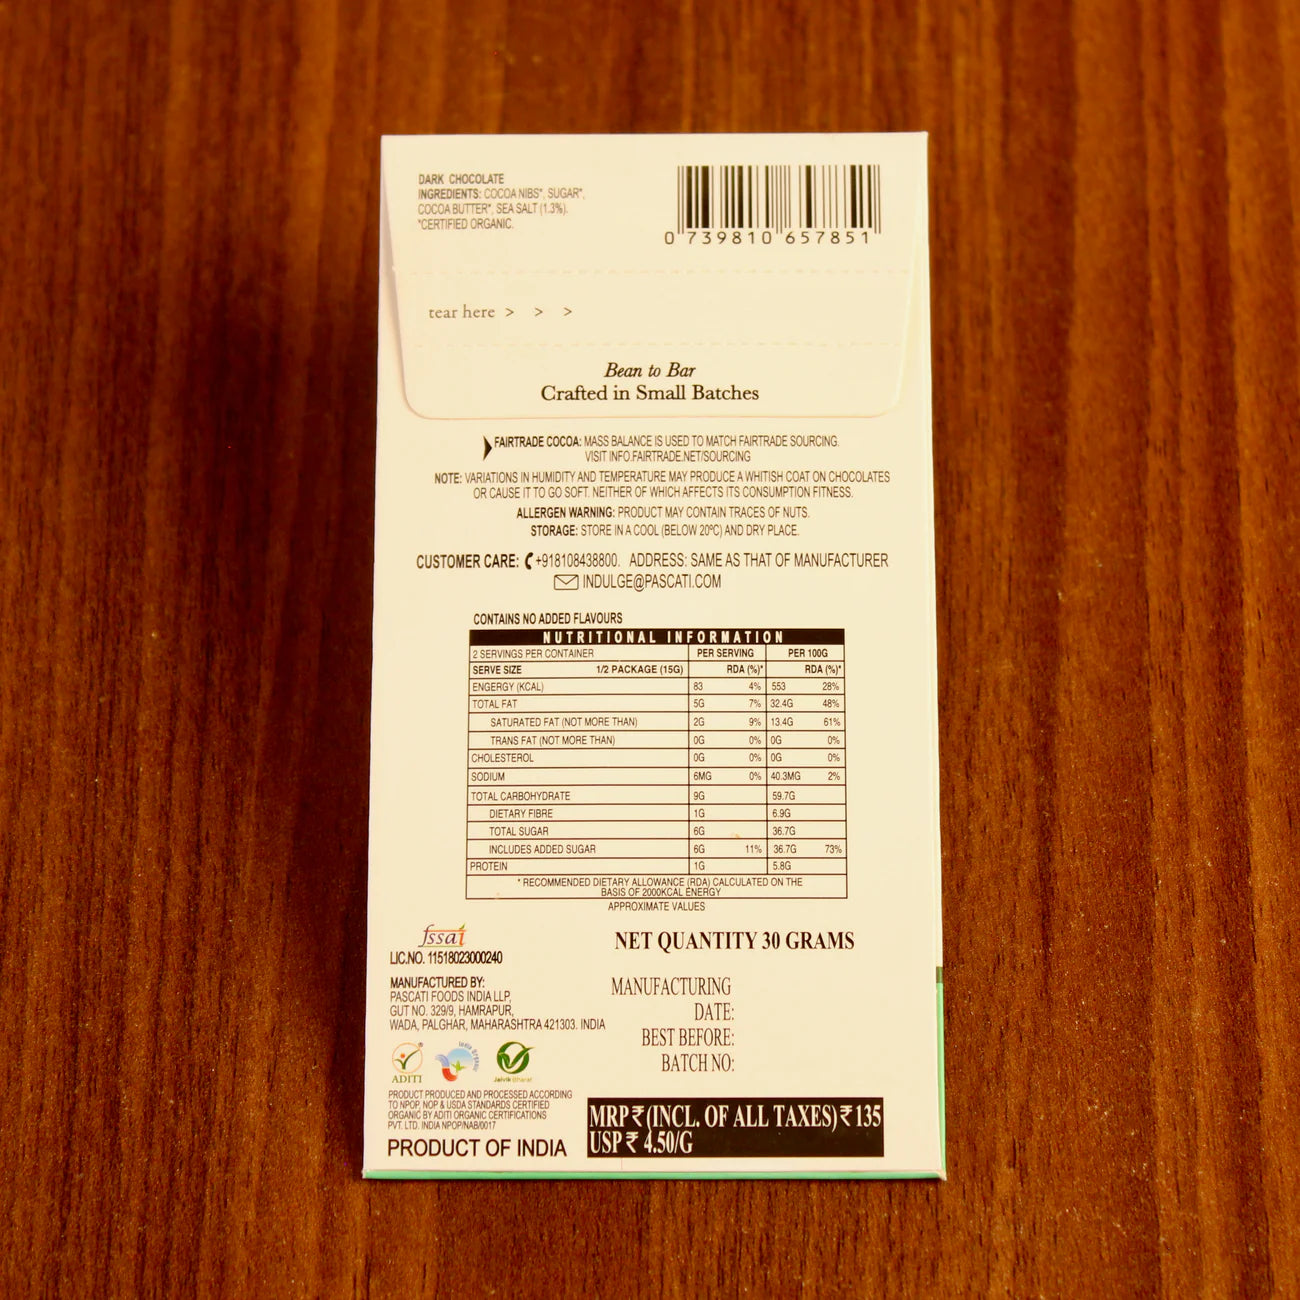 DARK CHOCOLATE
INGREDIENTS: COCOA NIBS*, SUGAR*,
COCOA BUTTER*, SEA SALT (1.3%).
*CERTIFIED ORGANIC.
0 739810 657851
tear here > > >
Bean to Bar
Crafted in Small Batches
FAIRTRADE COCOA: MASS BALANCE IS USED TO MATCH FAIRTRADE SOURCING.
VISIT INFO.FAIRTRADE.NET/SOURCING
NOTE: VARIATIONS IN HUMIDITY AND TEMPERATURE MAY PRODUCE A WHITISH COAT ON CHOCOLATES
OR CAUSE IT TO GO SOFT. NEITHER OF WHICH AFFECTS ITS CONSUMPTION FITNESS.
ALLERGEN WARNING: PRODUCT MAY CONTAIN TRACES OF NUTS.
STORAGE: STORE IN A COOL (BELOW 20ºC) AND DRY PLACE.
CUSTOMER CARE: +918108438800. ADDRESS: SAME AS THAT OF MANUFACTURER
INDULGE@PASCATI.COM
CONTAINS NO ADDED FLAVOURS
NUTRITIONAL INFORMATION
2 SERVINGS PER CONTAINER PER SERVING PER 100G
SERVE SIZE 1/2 PACKAGE (15G) RDA (%)* RDA (%)*
ENGERGY (KCAL) 83 4% 553 28%
TOTAL FAT 5G 7% 32.4G 48%
SATURATED FAT (NOT MORE THAN) 2G 9% 13.4G 61%
TRANS FAT (NOT MORE THAN) 0G 0% 0G 0%
CHOLESTEROL 0G 0% 0G 0%
SODIUM 6MG 0% 40.3MG 2%
TOTAL CARBOHYDRATE 9G 59.7G
DIETARY FIBRE 1G 6.9G
TOTAL SUGAR 6G 36.7G
INCLUDES ADDED SUGAR 6G 11% 36.7G 73%
PROTEIN 1G 5.8G
* RECOMMENDED DIETARY ALLOWANCE (RDA) CALCULATED ON THE
BASIS OF 2000KCAL ENERGY
APPROXIMATE VALUES
fssai
LIC.NO. 11518023000240
NET QUANTITY 30 GRAMS
MANUFACTURED BY:
PASCATI FOODS INDIA LLP,
GUT NO. 329/9, HAMRAPUR,
WADA, PALGHAR, MAHARASHTRA 421303. INDIA
MANUFACTURING
DATE:
BEST BEFORE:
BATCH NO:
ADITI
India Organic
Jaivik Bharat
PRODUCT PRODUCED AND PROCESSED ACCORDING
TO NPOP, NOP & USDA STANDARDS CERTIFIED
ORGANIC BY ADITI ORGANIC CERTIFICATIONS
PVT. LTD. INDIA NPOP/NAB/0017
PRODUCT OF INDIA
MRP ₹ (INCL. OF ALL TAXES) ₹ 135
USP ₹ 4.50/G